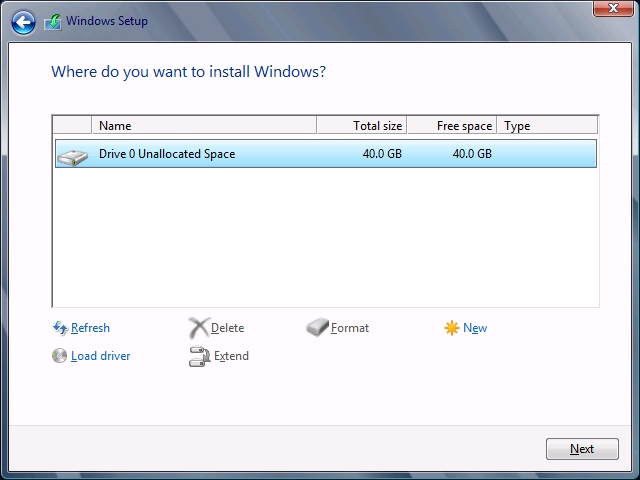 Windows Setup
Where do you want to install Windows?
Name Total size Free space Type
Drive 0 Unallocated Space 40.0 GB 40.0 GB
Refresh Delete Format New
Load driver Extend
Next